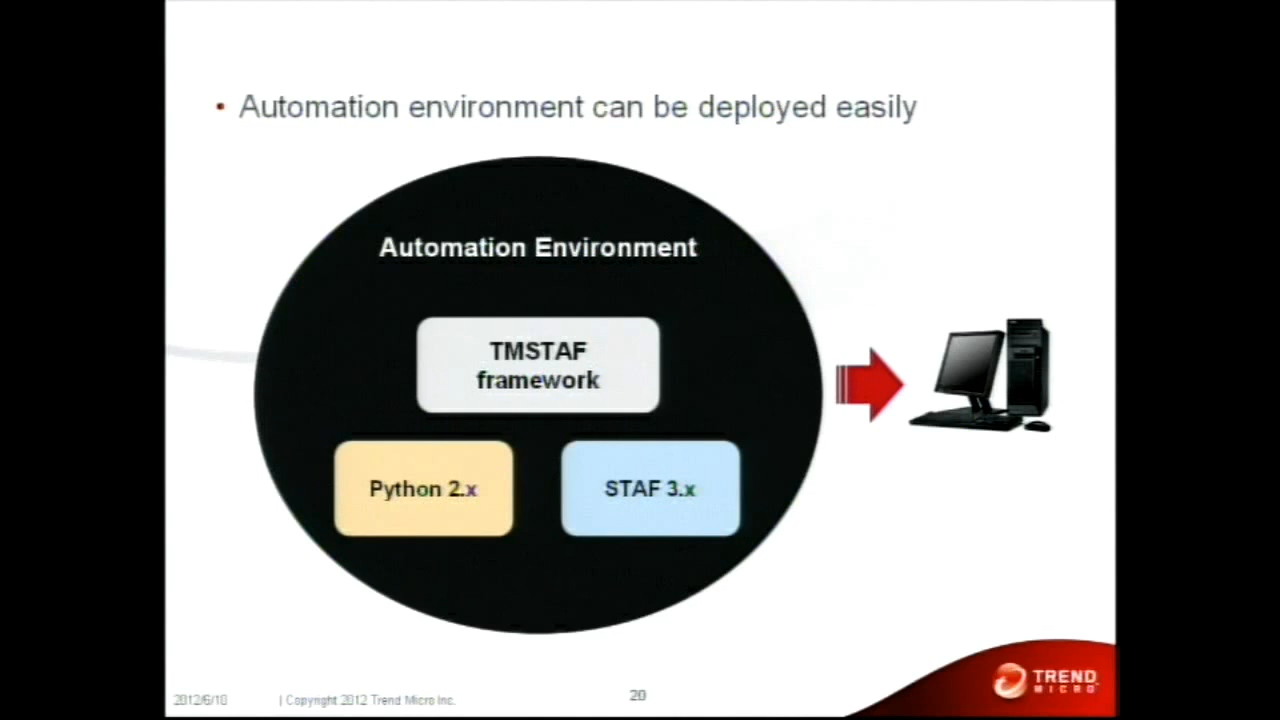 • Automation environment can be deployed easily
Automation Environment
TMSTAF
framework
Python 2.x
STAF 3.x
2012/6/10
| Copyright 2012 Trend Micro Inc.
20
TREND
MICRO